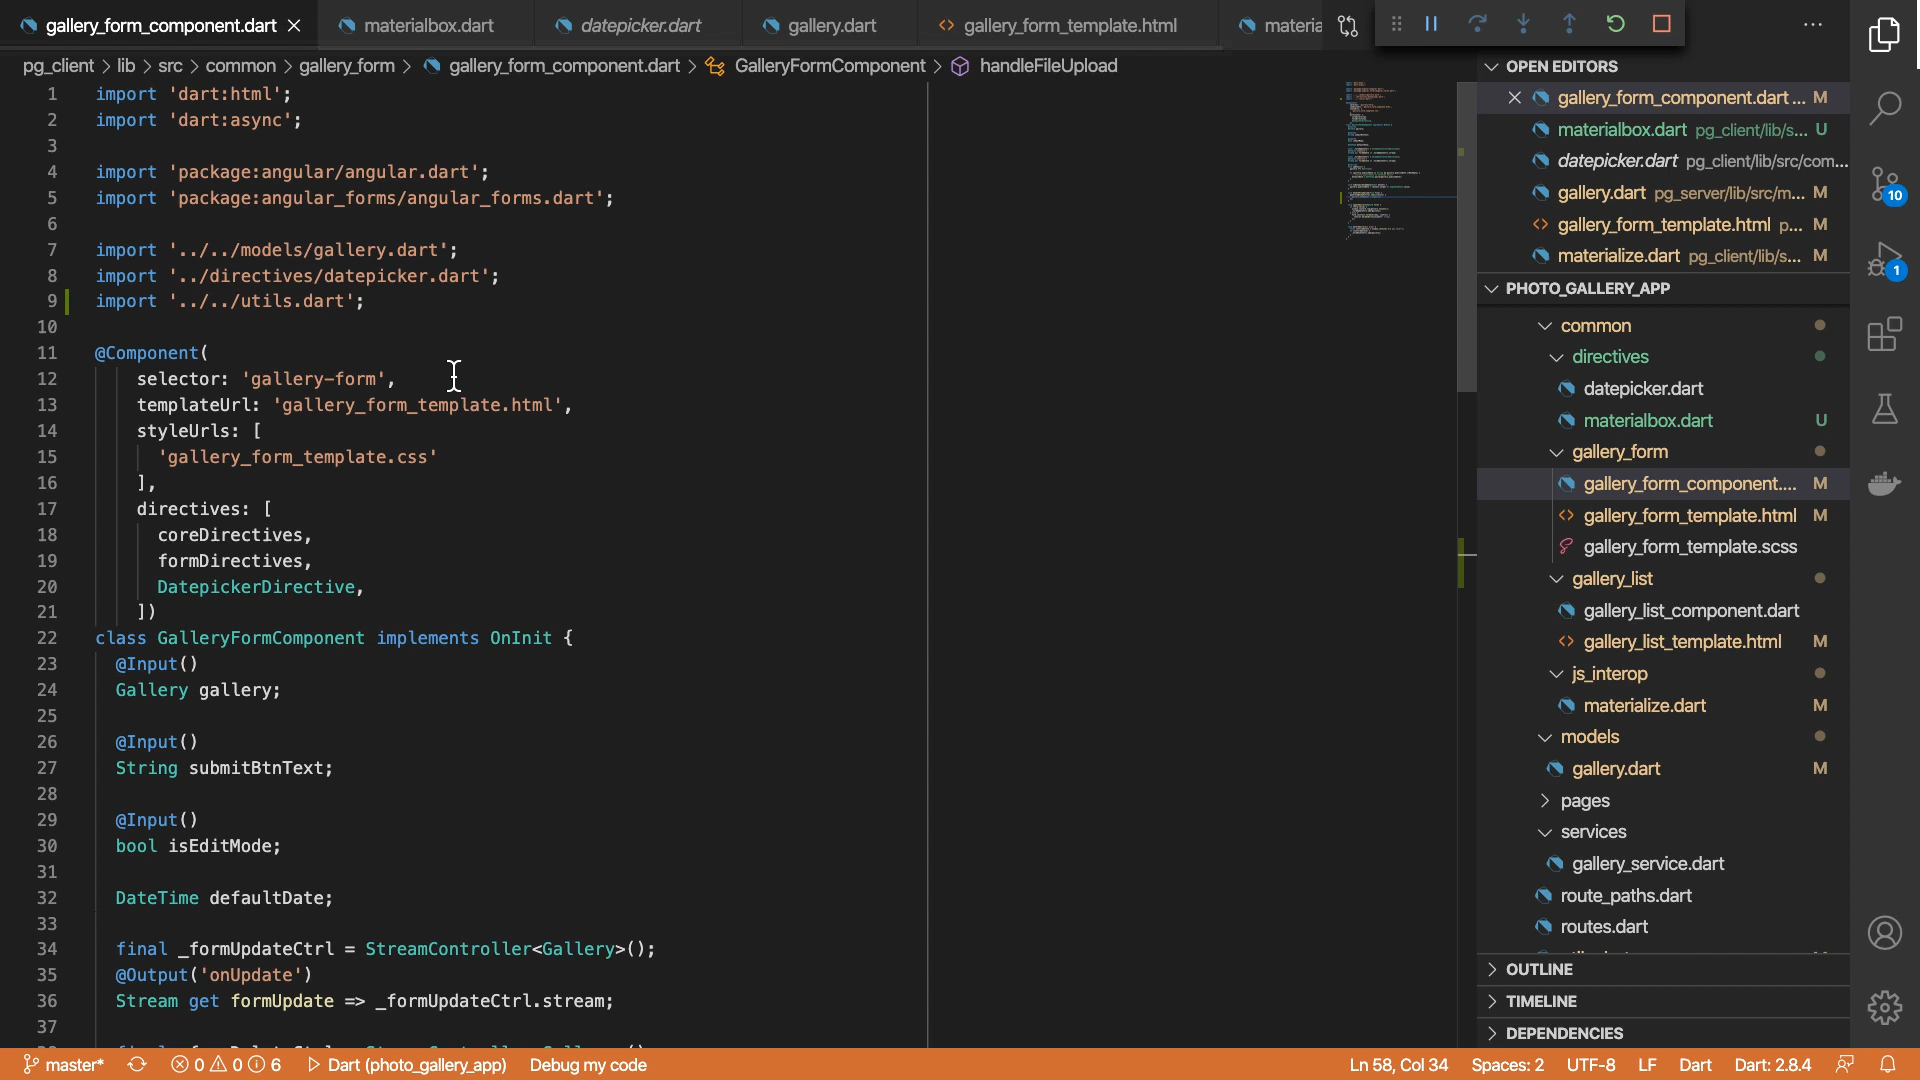 gallery_form_component.dart
materialbox.dart
datepicker.dart
gallery.dart
gallery_form_template.html
materia
pg_client > lib > src > common > gallery_form > gallery_form_component.dart > GalleryFormComponent > handleFileUpload
1 import 'dart:html';
2 import 'dart:async';
3
4 import 'package:angular/angular.dart';
5 import 'package:angular_forms/angular_forms.dart';
6
7 import '../../models/gallery.dart';
8 import '../directives/datepicker.dart';
9 import '../../utils.dart';
10
11 @Component(
12 selector: 'gallery-form',
13 templateUrl: 'gallery_form_template.html',
14 styleUrls: [
15 'gallery_form_template.css'
16 ],
17 directives: [
18 coreDirectives,
19 formDirectives,
20 DatepickerDirective,
21 ])
22 class GalleryFormComponent implements OnInit {
23 @Input()
24 Gallery gallery;
25
26 @Input()
27 String submitBtnText;
28
29 @Input()
30 bool isEditMode;
31
32 DateTime defaultDate;
33
34 final _formUpdateCtrl = StreamController<Gallery>();
35 @Output('onUpdate')
36 Stream get formUpdate => _formUpdateCtrl.stream;
37
OPEN EDITORS
gallery_form_component.dart ... M
materialbox.dart pg_client/lib/s... U
datepicker.dart pg_client/lib/src/com...
gallery.dart pg_server/lib/src/m... M
gallery_form_template.html p... M
materialize.dart pg_client/lib/s... M
PHOTO_GALLERY_APP
common
directives
datepicker.dart
materialbox.dart U
gallery_form
gallery_form_component.... M
gallery_form_template.html M
gallery_form_template.scss
gallery_list
gallery_list_component.dart
gallery_list_template.html M
js_interop
materialize.dart M
models
gallery.dart M
pages
services
gallery_service.dart
route_paths.dart
routes.dart
OUTLINE
TIMELINE
DEPENDENCIES
10
1
master* 0 0 6 Dart (photo_gallery_app) Debug my code
Ln 58, Col 34 Spaces: 2 UTF-8 LF Dart Dart: 2.8.4